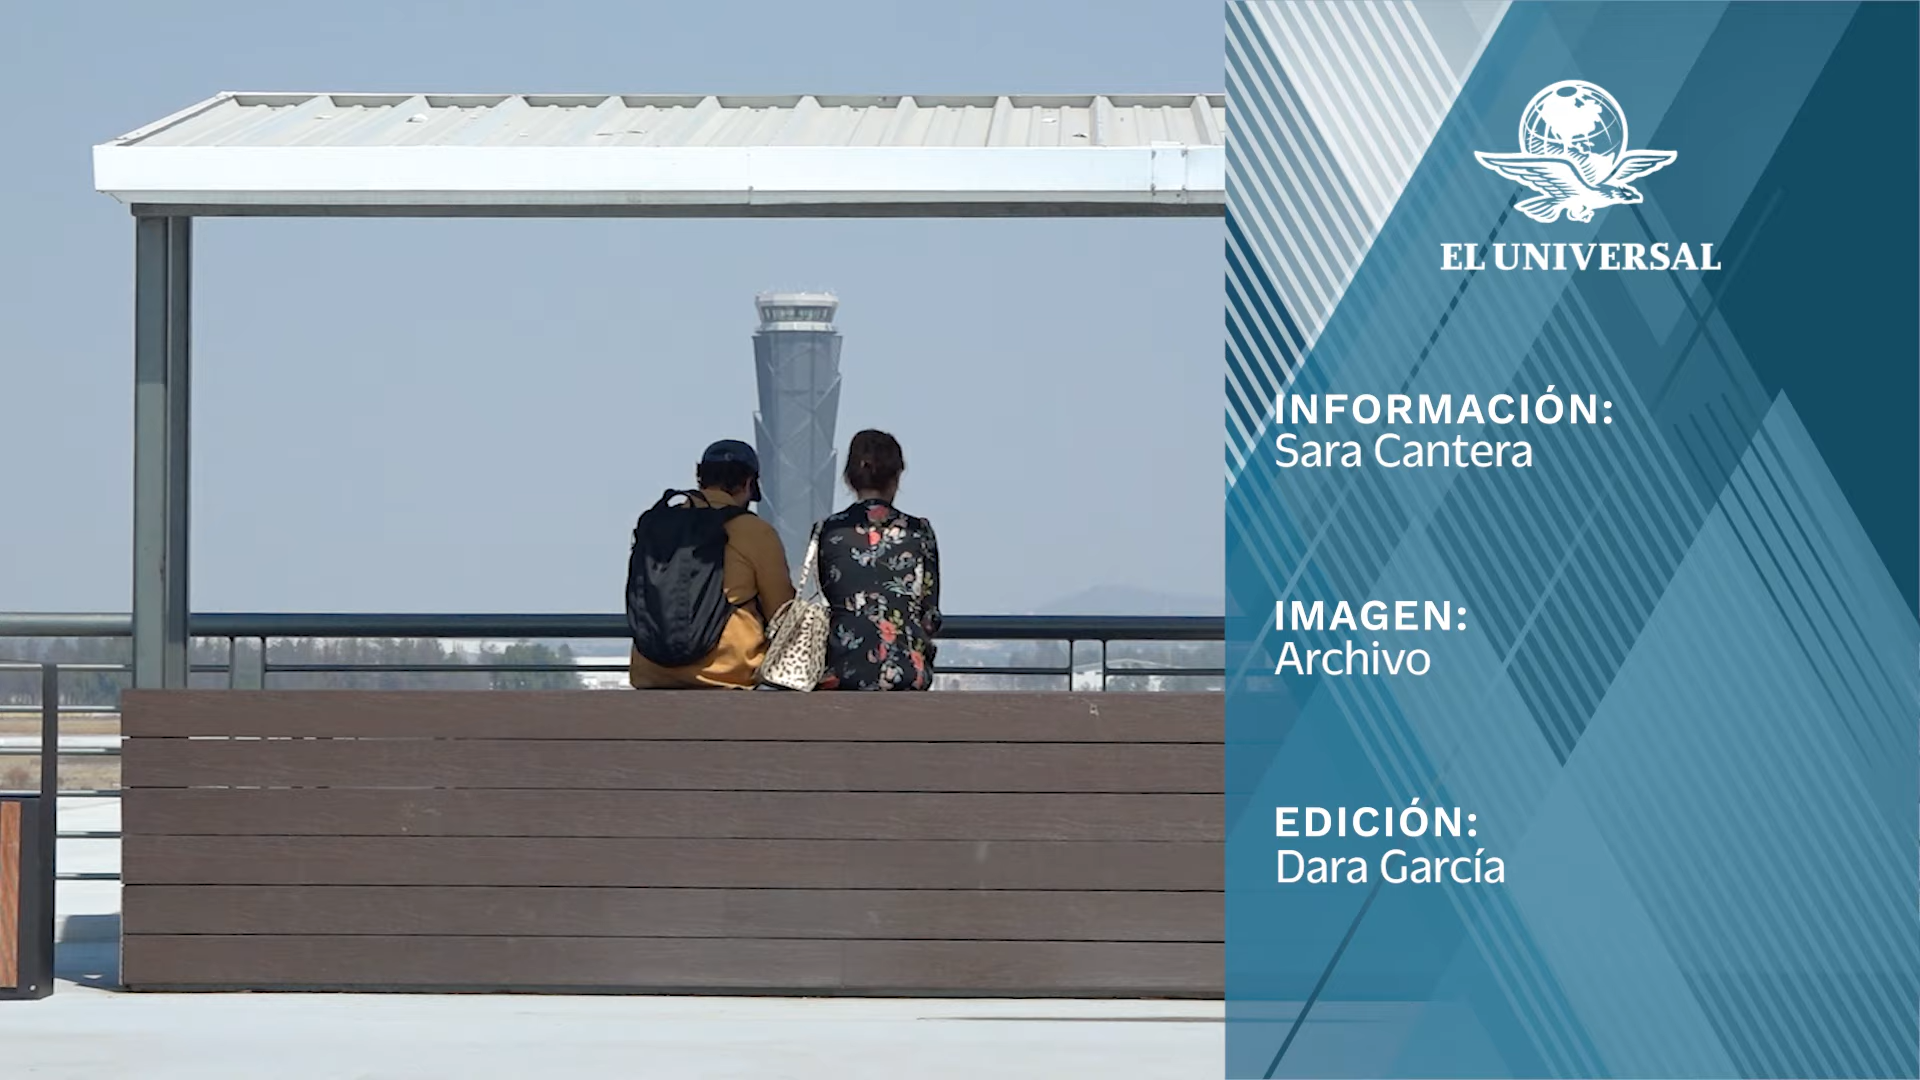 EL UNIVERSAL
INFORMACIÓN:
Sara Cantera
IMAGEN:
Archivo
EDICIÓN:
Dara García